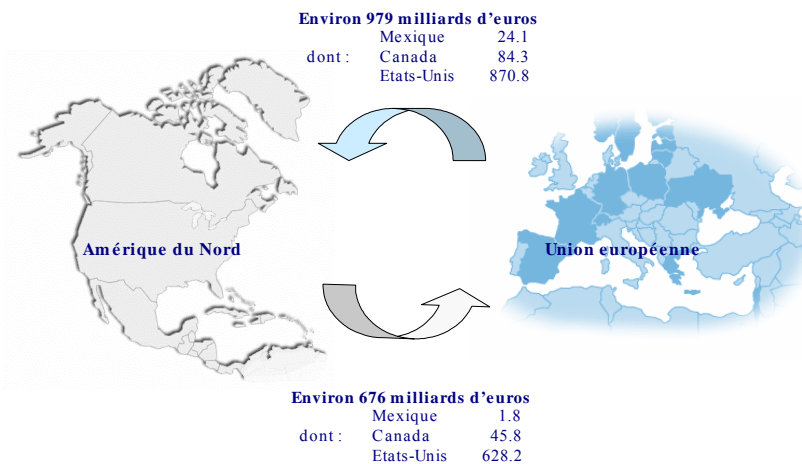 Environ 979 milliards d'euros
Mexique 24.1
dont : Canada 84.3
Etats-Unis 870.8
Amérique du Nord
Union européenne
Environ 676 milliards d'euros
Mexique 1.8
dont : Canada 45.8
Etats-Unis 628.2